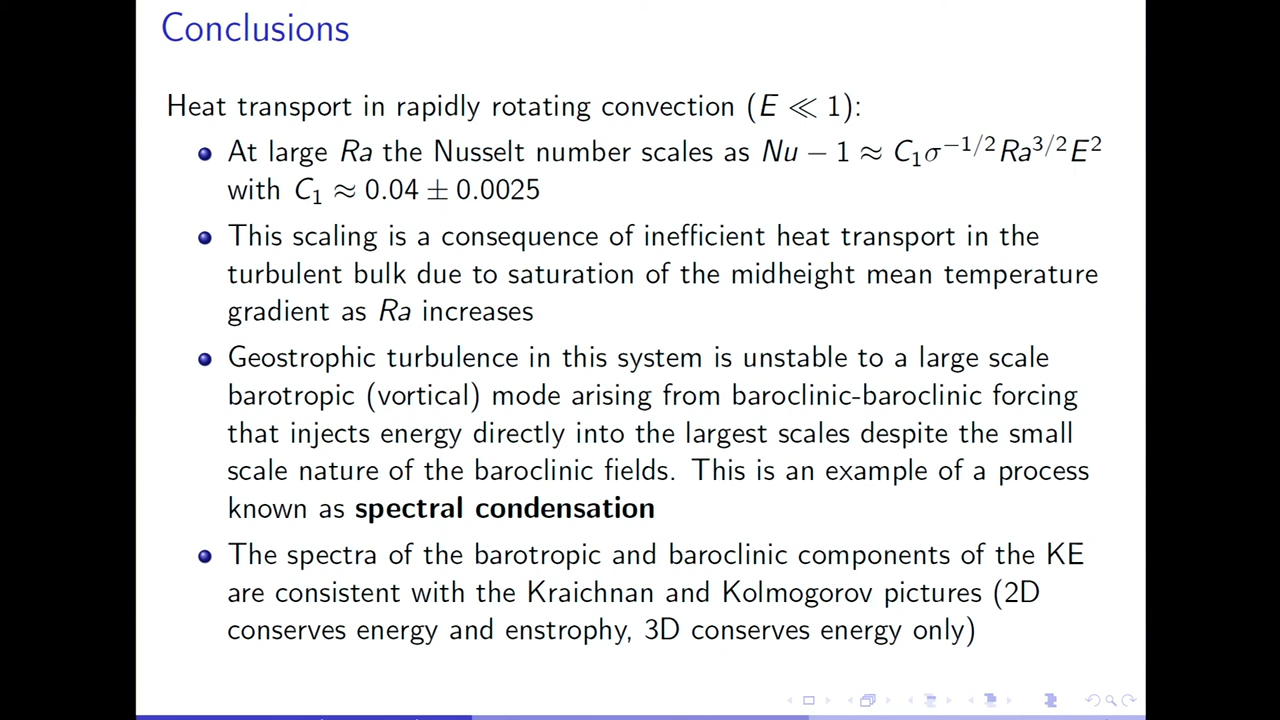 Conclusions
Heat transport in rapidly rotating convection (E ≪ 1):
At large Ra the Nusselt number scales as Nu − 1 ≈ C₁σ⁻¹ᐟ²Ra³ᐟ²E²
with C₁ ≈ 0.04 ± 0.0025
This scaling is a consequence of inefficient heat transport in the
turbulent bulk due to saturation of the midheight mean temperature
gradient as Ra increases
Geostrophic turbulence in this system is unstable to a large scale
barotropic (vortical) mode arising from baroclinic-baroclinic forcing
that injects energy directly into the largest scales despite the small
scale nature of the baroclinic fields. This is an example of a process
known as spectral condensation
The spectra of the barotropic and baroclinic components of the KE
are consistent with the Kraichnan and Kolmogorov pictures (2D
conserves energy and enstrophy, 3D conserves energy only)